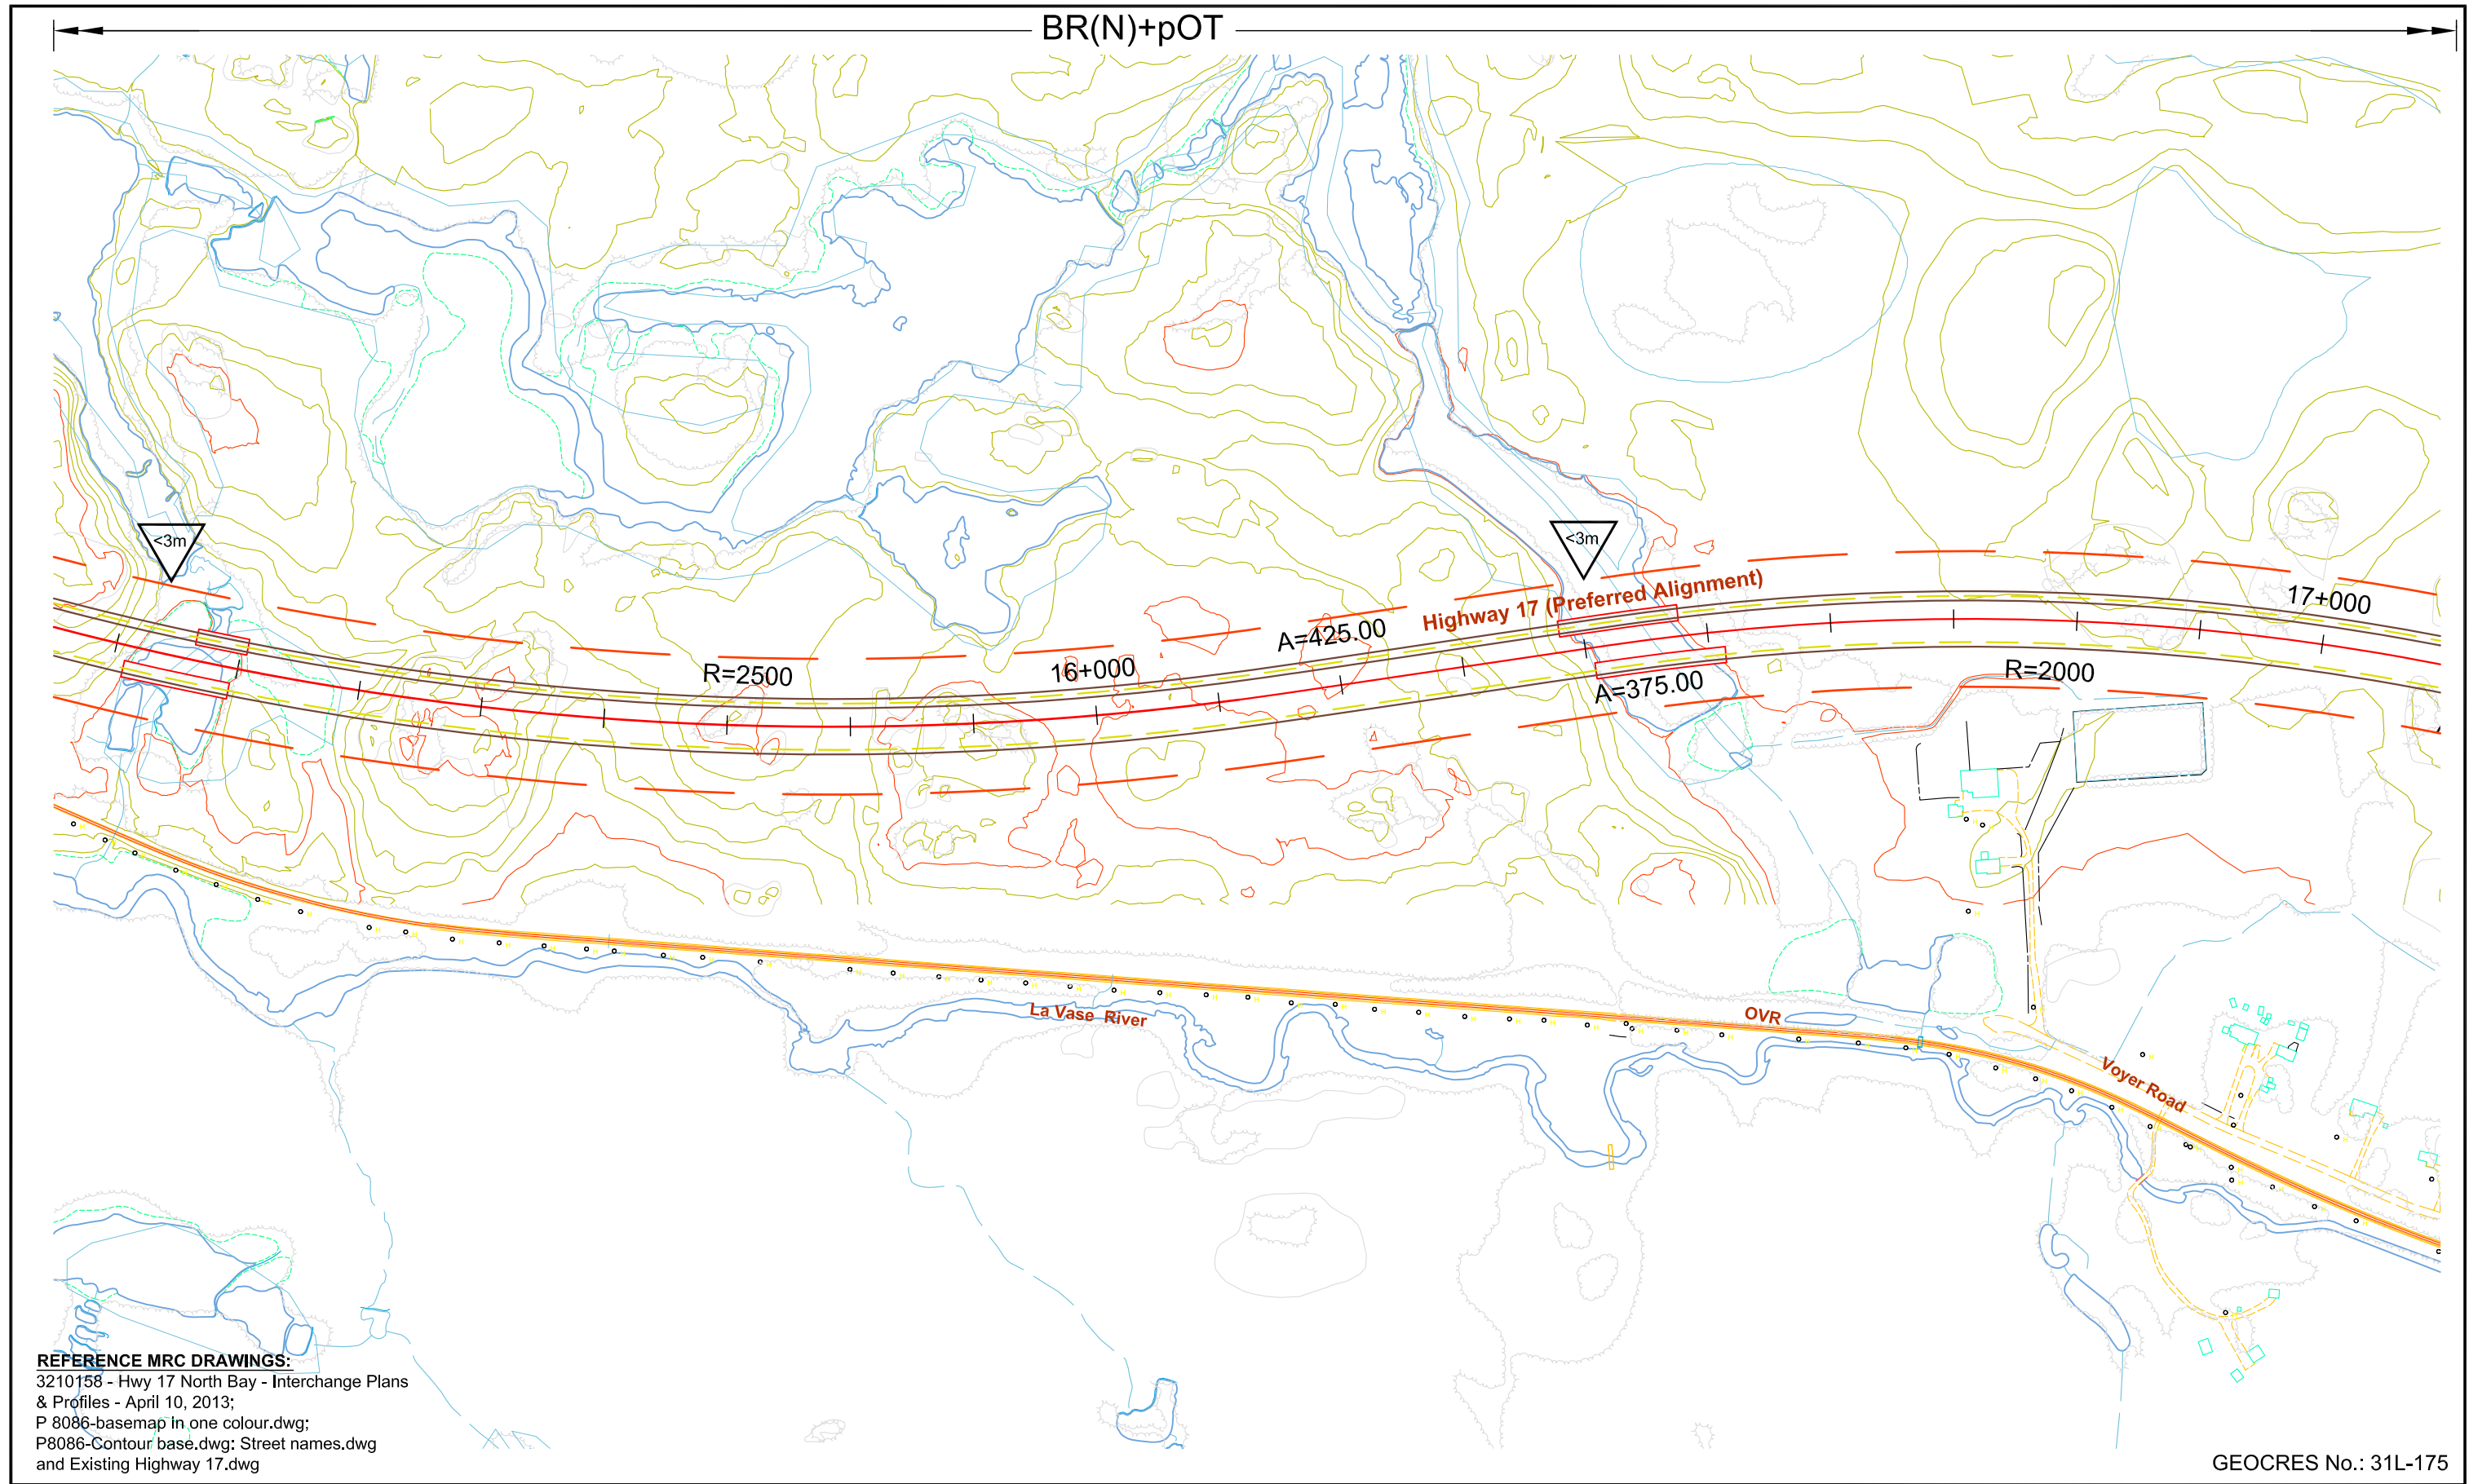 BR(N)+pOT
<3m
<3m
Highway 17 (Preferred Alignment)
17+000
A=425.00
16+000
R=2500
A=375.00
R=2000
La Vase River
OVR
Voyer Road
REFERENCE MRC DRAWINGS:
3210158 - Hwy 17 North Bay - Interchange Plans
& Profiles - April 10, 2013;
P 8086-basemap in one colour.dwg;
P8086-Contour base.dwg; Street names.dwg
and Existing Highway 17.dwg
GEOCRES No.: 31L-175